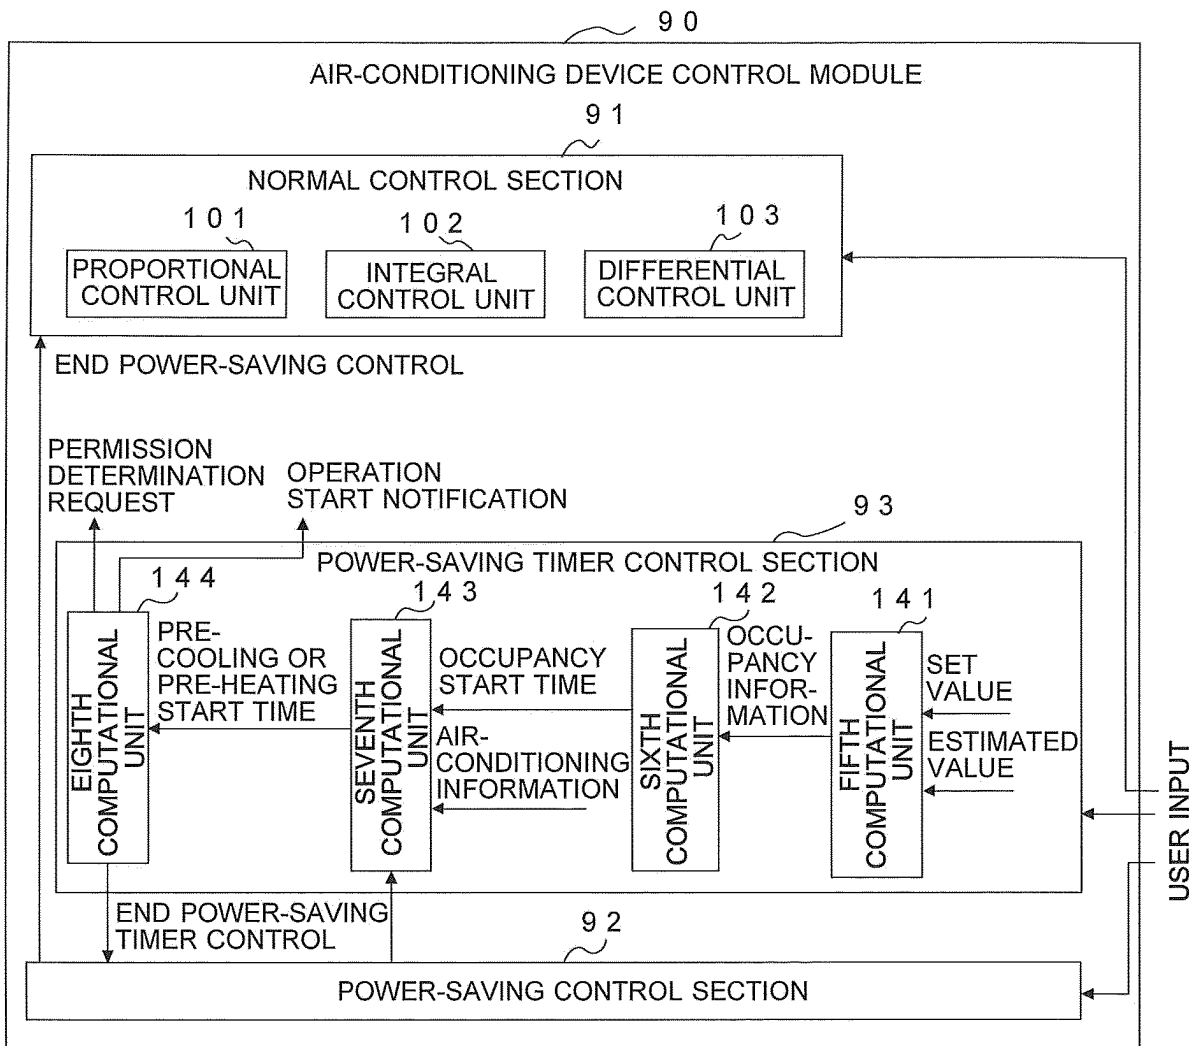 90
AIR-CONDITIONING DEVICE CONTROL MODULE
91
NORMAL CONTROL SECTION
101
102
103
PROPORTIONAL
CONTROL UNIT
INTEGRAL
CONTROL UNIT
DIFFERENTIAL
CONTROL UNIT
END POWER-SAVING CONTROL
PERMISSION
DETERMINATION
REQUEST
OPERATION
START NOTIFICATION
93
POWER-SAVING TIMER CONTROL SECTION
144
143
142
141
EIGHTH
COMPUTATIONAL
UNIT
PRE-
COOLING OR
PRE-HEATING
START TIME
SEVENTH
COMPUTATIONAL
UNIT
OCCUPANCY
START TIME
AIR-
CONDITIONING
INFORMATION
SIXTH
COMPUTATIONAL
UNIT
OCCU-
PANCY
INFOR-
MATION
FIFTH
COMPUTATIONAL
UNIT
SET
VALUE
ESTIMATED
VALUE
USER INPUT
END POWER-SAVING
TIMER CONTROL
92
POWER-SAVING CONTROL SECTION